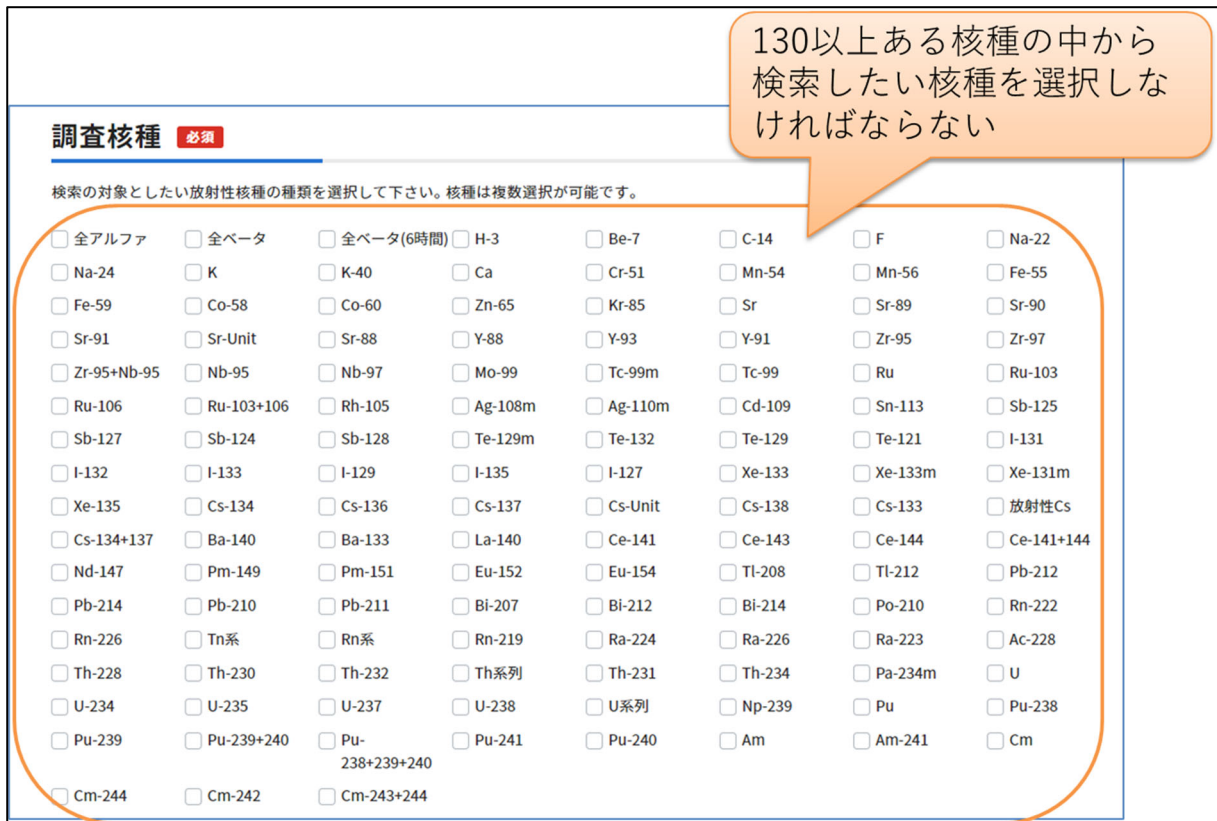 130以上ある核種の中から
検索したい核種を選択しな
ければならない
調査核種 必須
検索の対象としたい放射性核種の種類を選択して下さい。核種は複数選択が可能です。
全アルファ 全ベータ 全ベータ(6時間) H-3 Be-7 C-14 F Na-22
Na-24 K K-40 Ca Cr-51 Mn-54 Mn-56 Fe-55
Fe-59 Co-58 Co-60 Zn-65 Kr-85 Sr Sr-89 Sr-90
Sr-91 Sr-Unit Sr-88 Y-88 Y-93 Y-91 Zr-95 Zr-97
Zr-95+Nb-95 Nb-95 Nb-97 Mo-99 Tc-99m Tc-99 Ru Ru-103
Ru-106 Ru-103+106 Rh-105 Ag-108m Ag-110m Cd-109 Sn-113 Sb-125
Sb-127 Sb-124 Sb-128 Te-129m Te-132 Te-129 Te-121 I-131
I-132 I-133 I-129 I-135 I-127 Xe-133 Xe-133m Xe-131m
Xe-135 Cs-134 Cs-136 Cs-137 Cs-Unit Cs-138 Cs-133 放射性Cs
Cs-134+137 Ba-140 Ba-133 La-140 Ce-141 Ce-143 Ce-144 Ce-141+144
Nd-147 Pm-149 Pm-151 Eu-152 Eu-154 Tl-208 Tl-212 Pb-212
Pb-214 Pb-210 Pb-211 Bi-207 Bi-212 Bi-214 Po-210 Rn-222
Rn-226 Tn系 Rn系 Rn-219 Ra-224 Ra-226 Ra-223 Ac-228
Th-228 Th-230 Th-232 Th系列 Th-231 Th-234 Pa-234m U
U-234 U-235 U-237 U-238 U系列 Np-239 Pu Pu-238
Pu-239 Pu-239+240 Pu- Pu-241 Pu-240 Am Am-241 Cm
238+239+240
Cm-244 Cm-242 Cm-243+244